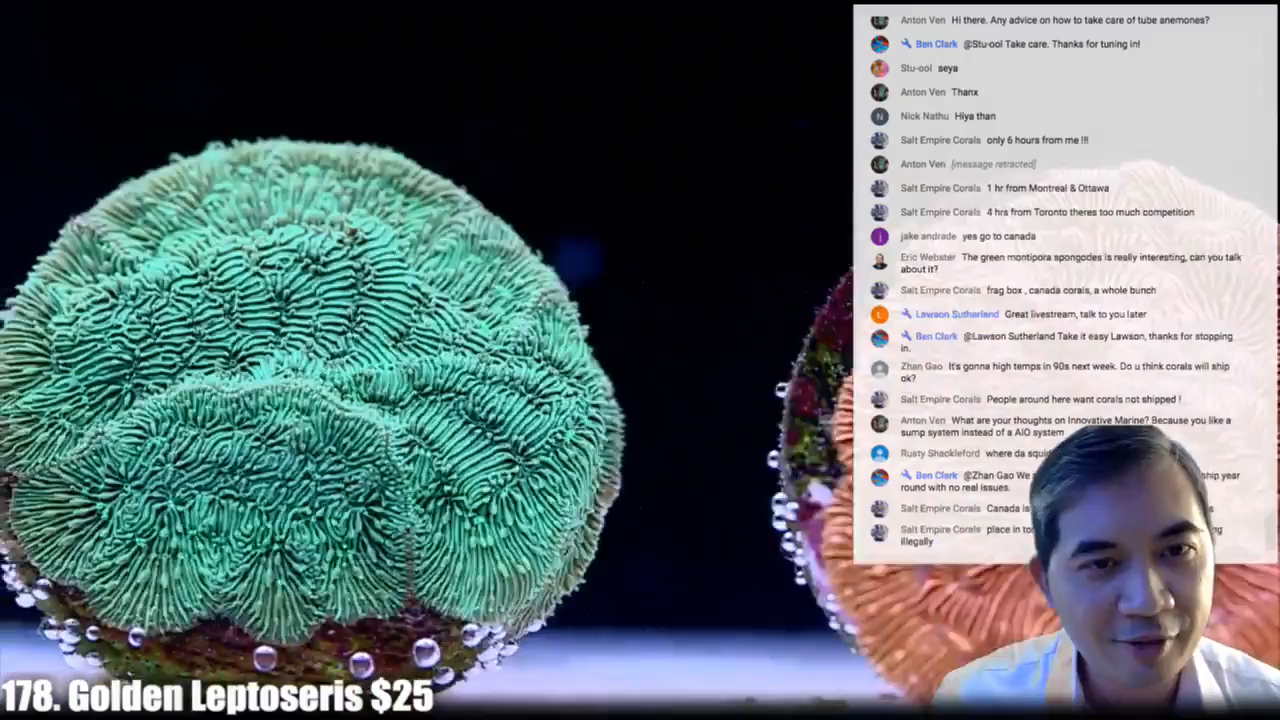 Anton Ven Hi there. Any advice on how to take care of tube anemones?
Ben Clark @Stu-ool Take care. Thanks for tuning in!
Stu-ool seya
Anton Ven Thanx
N Nick Nathu Hiya than
Salt Empire Corals only 6 hours from me !!!
Anton Ven [message retracted]
Salt Empire Corals 1 hr from Montreal & Ottawa
Salt Empire Corals 4 hrs from Toronto theres too much competition
j jake andrade yes go to canada
Eric Webster The green montipora spongodes is really interesting, can you talk
about it?
Salt Empire Corals frag box , canada corals, a whole bunch
L Lawson Sutherland Great livestream, talk to you later
Ben Clark @Lawson Sutherland Take it easy Lawson, thanks for stopping
in.
Zhan Gao It's gonna high temps in 90s next week. Do u think corals will ship
ok?
Salt Empire Corals People around here want corals not shipped !
Anton Ven What are your thoughts on Innovative Marine? Because you like a
sump system instead of a AIO system
Rusty Shackleford where da squid
Ben Clark @Zhan Gao We ship year
round with no real issues.
Salt Empire Corals Canada is
Salt Empire Corals place in
illegally
178. Golden Leptoseris $25